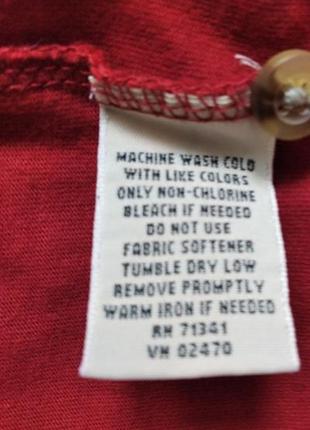 MACHINE WASH COLD
WITH LIKE COLORS
ONLY NON-CHLORINE
BLEACH IF NEEDED
DO NOT USE
FABRIC SOFTENER
TUMBLE DRY LOW
REMOVE PROMPTLY
WARM IRON IF NEEDED
RN 71341
VN 02470